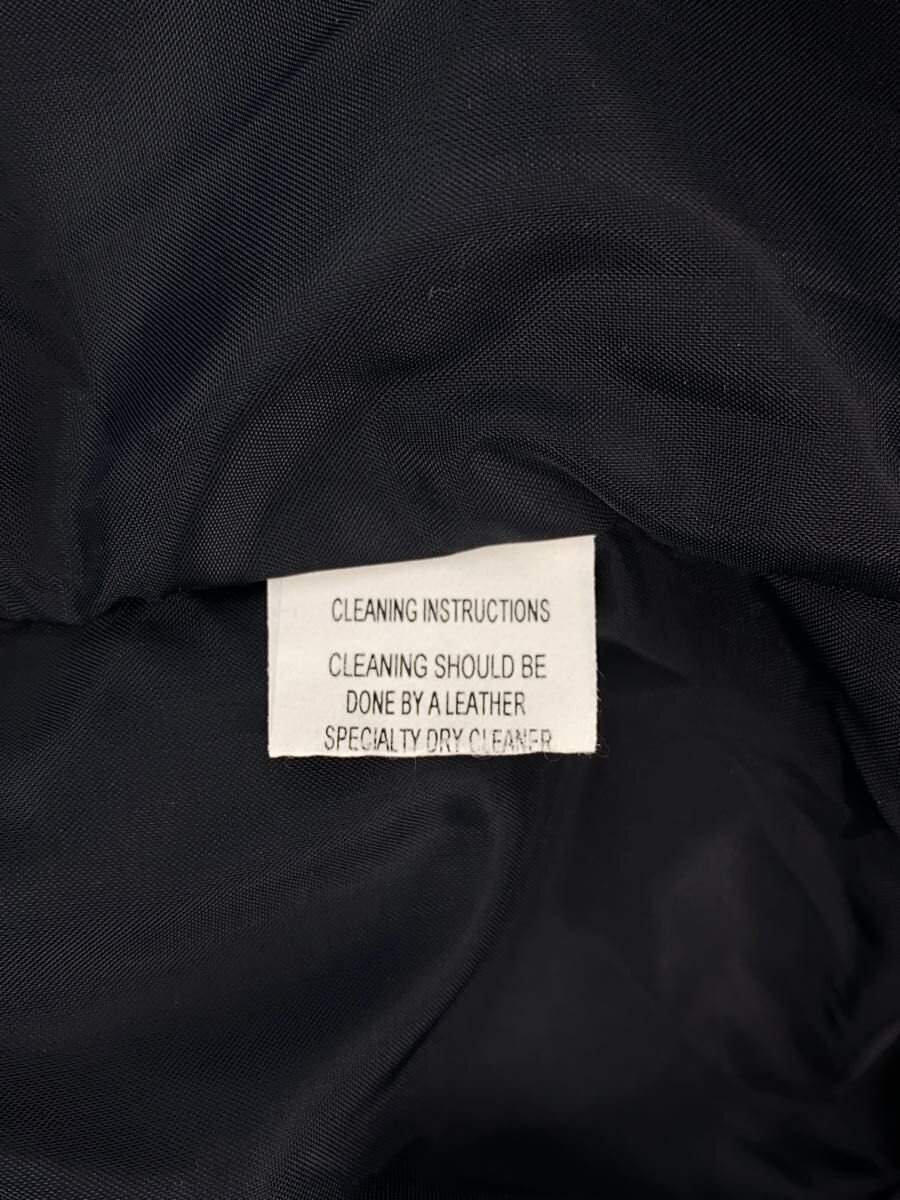 CLEANING INSTRUCTIONS
CLEANING SHOULD BE
DONE BY A LEATHER
SPECIALTY DRY CLEANER